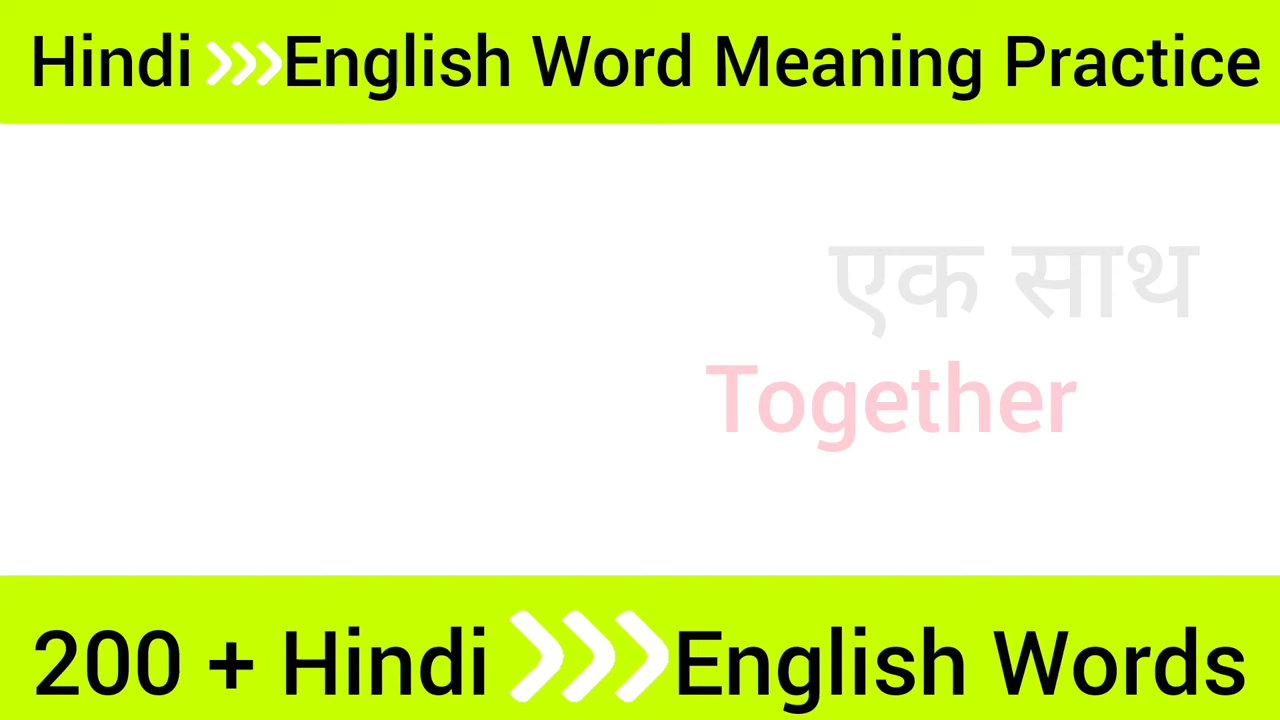 Hindi >>> English Word Meaning Practice
एक साथ
Together
200 + Hindi >>> English Words